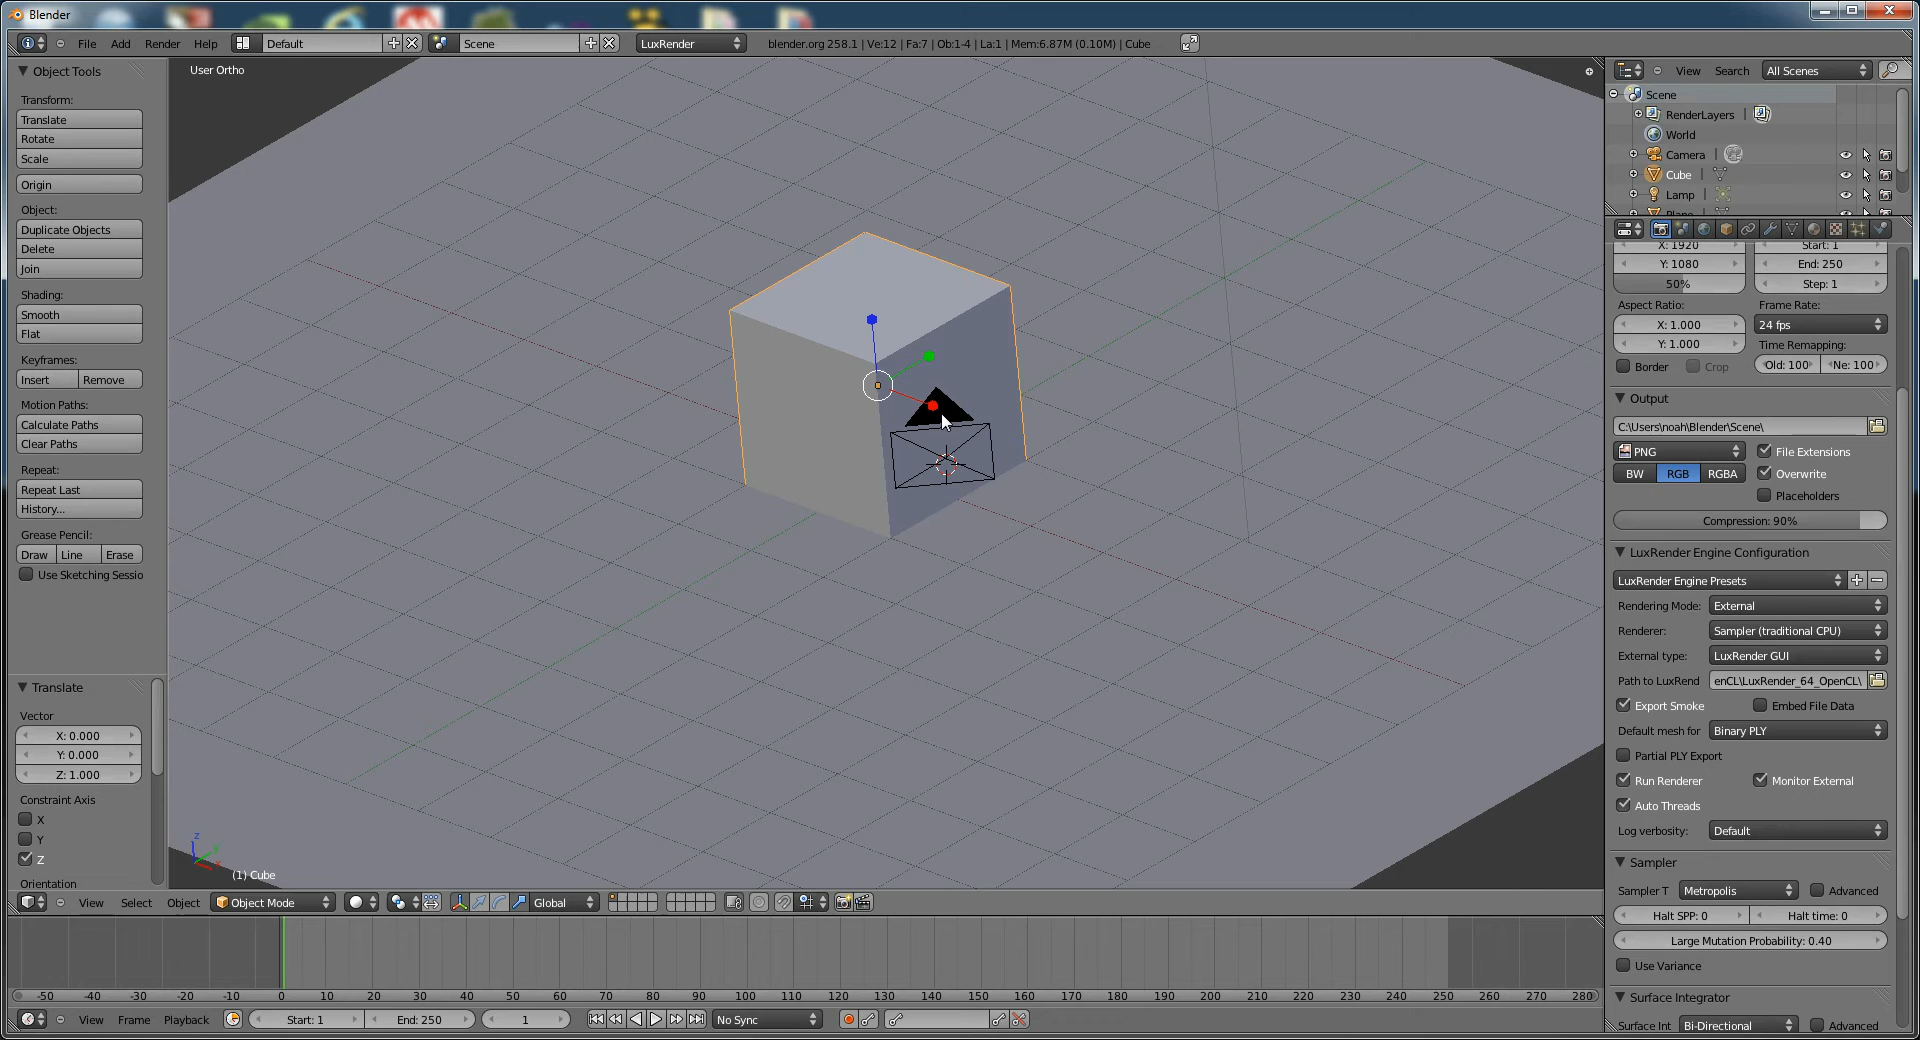 Blender
File Add Render Help Default Scene LuxRender blender.org 258.1 | Ve:12 | Fa:7 | Ob:1-4 | La:1 | Mem:6.87M (0.10M) | Cube
Object Tools
Transform:
Translate
Rotate
Scale
Origin
Object:
Duplicate Objects
Delete
Join
Shading:
Smooth
Flat
Keyframes:
Insert Remove
Motion Paths:
Calculate Paths
Clear Paths
Repeat:
Repeat Last
History...
Grease Pencil:
Draw Line Erase
Use Sketching Sessio
Translate
Vector
X: 0.000
Y: 0.000
Z: 1.000
Constraint Axis
X
Y
Z
Orientation
User Ortho
z
y
x
(1) Cube
View Select Object Object Mode Global
-50 -40 -30 -20 -10 0 10 20 30 40 50 60 70 80 90 100 110 120 130 140 150 160 170 180 190 200 210 220 230 240 250 260 270 280
View Frame Playback Start: 1 End: 250 1 No Sync
View Search All Scenes
Scene
RenderLayers
World
Camera
Cube
Lamp
Plane
X: 1920 Start: 1
Y: 1080 End: 250
50% Step: 1
Aspect Ratio: Frame Rate:
X: 1.000 24 fps
Y: 1.000 Time Remapping:
Border Crop Old: 100 Ne: 100
Output
C:\Users\noah\Blender\Scene\
PNG File Extensions
BW RGB RGBA Overwrite
Placeholders
Compression: 90%
LuxRender Engine Configuration
LuxRender Engine Presets
Rendering Mode: External
Renderer: Sampler (traditional CPU)
External type: LuxRender GUI
Path to LuxRend enCL\LuxRender_64_OpenCL\
Export Smoke Embed File Data
Default mesh for Binary PLY
Partial PLY Export
Run Renderer Monitor External
Auto Threads
Log verbosity: Default
Sampler
Sampler T Metropolis Advanced
Halt SPP: 0 Halt time: 0
Large Mutation Probability: 0.40
Use Variance
Surface Integrator
Surface Int Bi-Directional Advanced